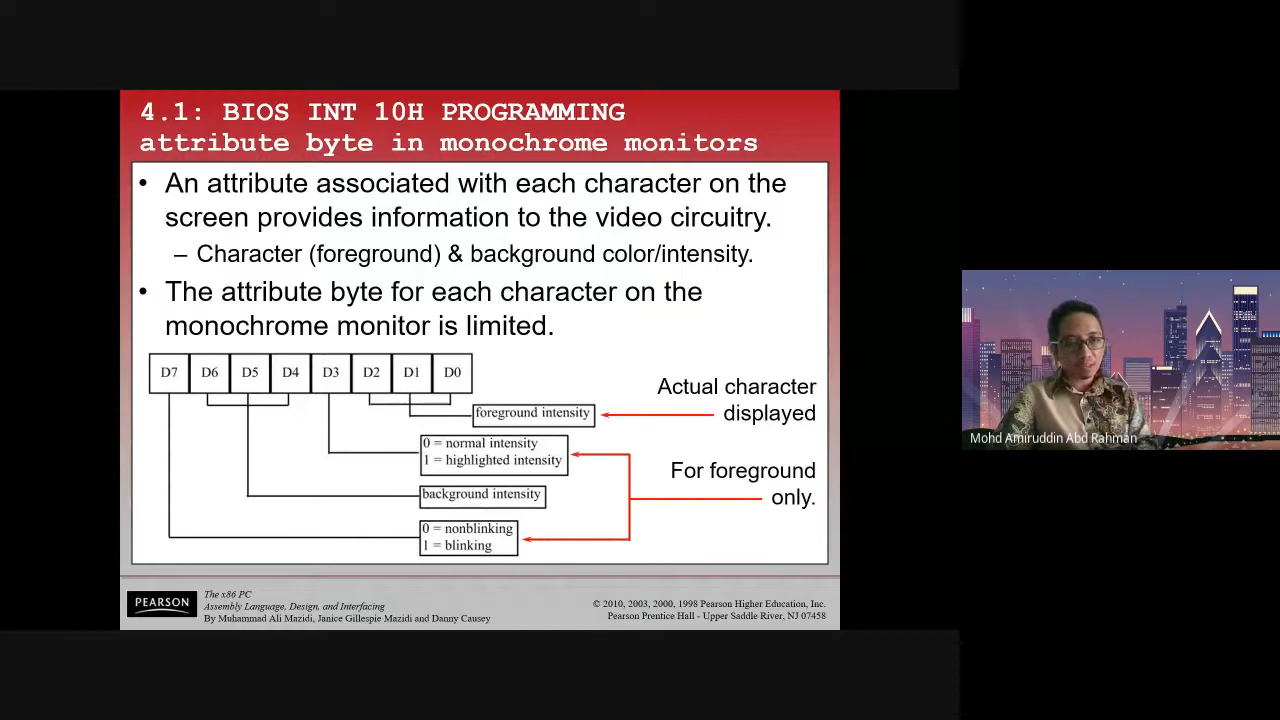 4.1: BIOS INT 10H PROGRAMMING
attribute byte in monochrome monitors
• An attribute associated with each character on the
screen provides information to the video circuitry.
– Character (foreground) & background color/intensity.
• The attribute byte for each character on the
monochrome monitor is limited.
D7 D6 D5 D4 D3 D2 D1 D0
Actual character
displayed
foreground intensity
0 = normal intensity
1 = highlighted intensity
For foreground
only.
background intensity
0 = nonblinking
1 = blinking
Mohd Amiruddin Abd Rahman
PEARSON
The x86 PC
Assembly Language, Design, and Interfacing
By Muhammad Ali Mazidi, Janice Gillespie Mazidi and Danny Causey
© 2010, 2003, 2000, 1998 Pearson Higher Education, Inc.
Pearson Prentice Hall - Upper Saddle River, NJ 07458